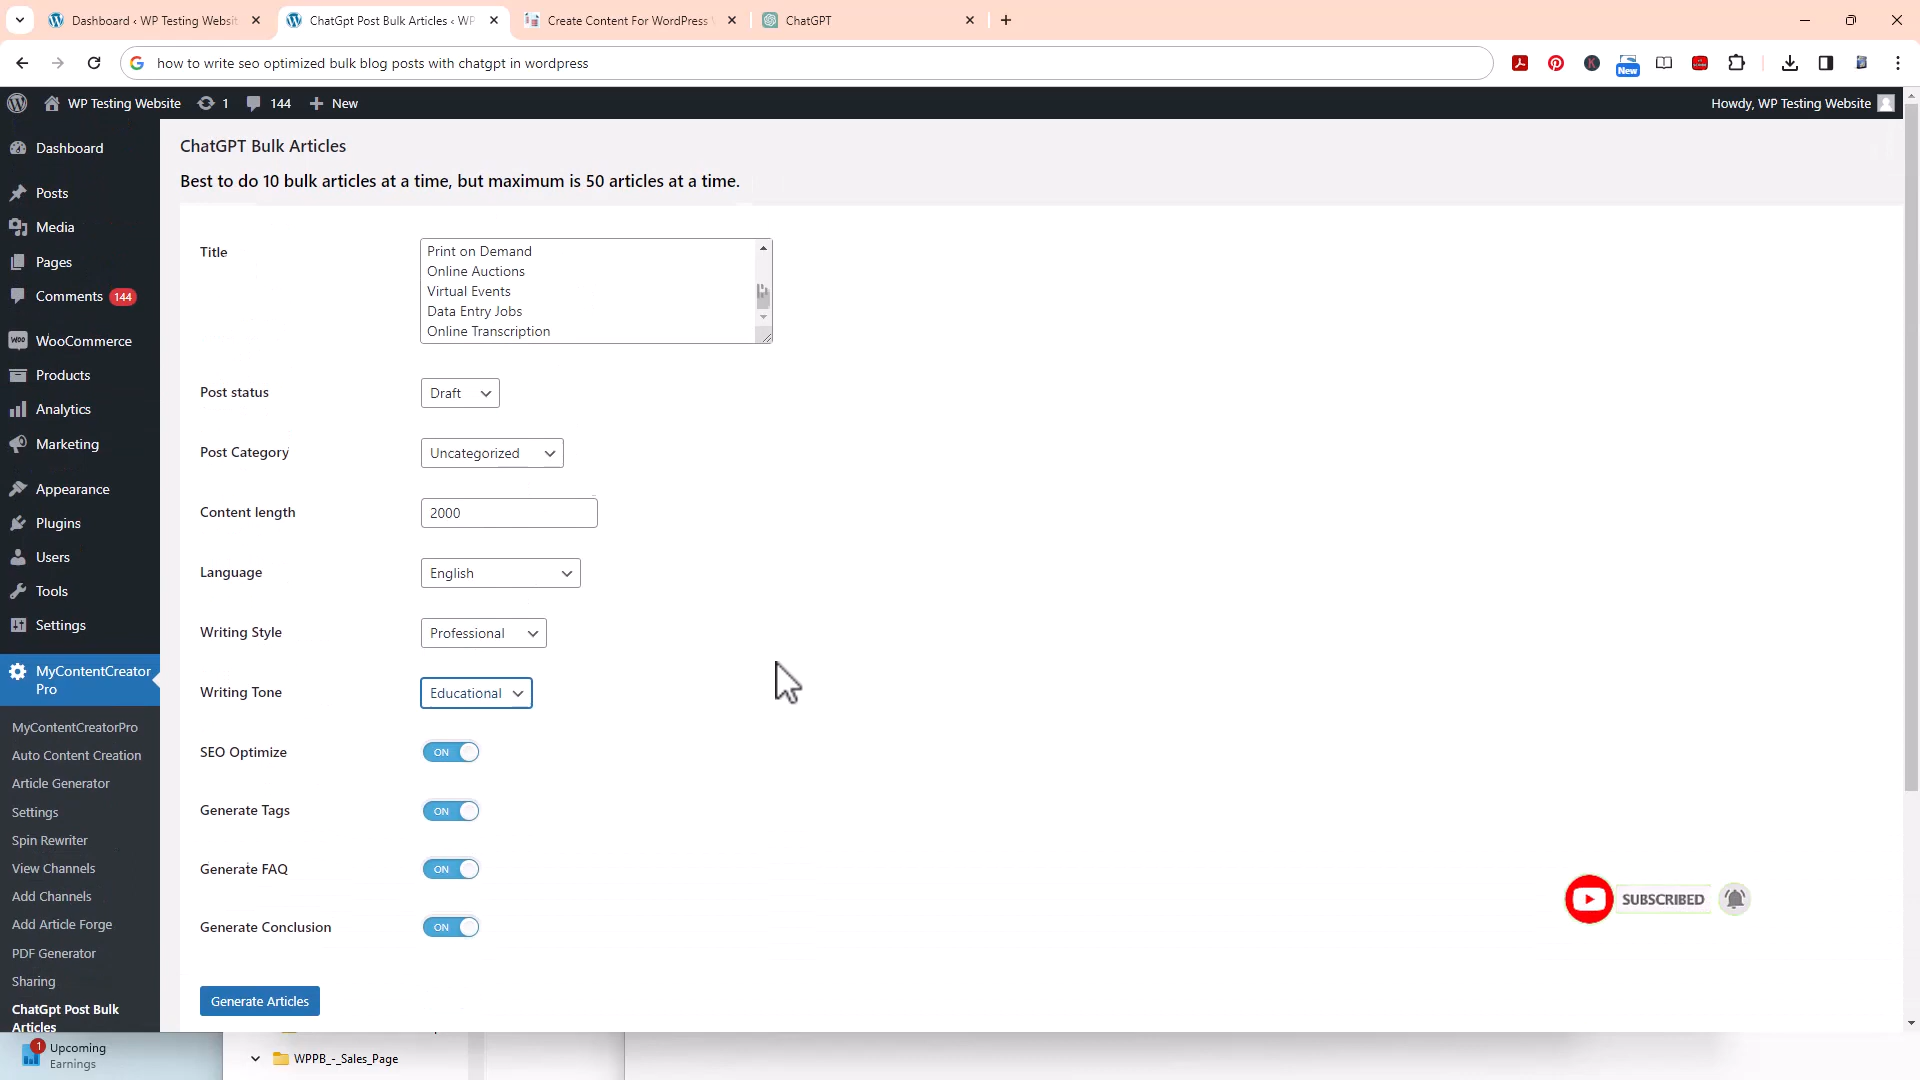 Dashboard ‹ WP Testing Websit
ChatGpt Post Bulk Articles ‹ WP
Create Content For WordPress
ChatGPT
how to write seo optimized bulk blog posts with chatgpt in wordpress
New
WP Testing Website
1
144
New
Howdy, WP Testing Website
Dashboard
Posts
Media
Pages
Comments 144
WooCommerce
Products
Analytics
Marketing
Appearance
Plugins
Users
Tools
Settings
MyContentCreator
Pro
MyContentCreatorPro
Auto Content Creation
Article Generator
Settings
Spin Rewriter
View Channels
Add Channels
Add Article Forge
PDF Generator
Sharing
ChatGpt Post Bulk
Articles
ChatGPT Bulk Articles
Best to do 10 bulk articles at a time, but maximum is 50 articles at a time.
Title
Print on Demand
Online Auctions
Virtual Events
Data Entry Jobs
Online Transcription
Post status
Draft
Post Category
Uncategorized
Content length
2000
Language
English
Writing Style
Professional
Writing Tone
Educational
SEO Optimize
ON
Generate Tags
ON
Generate FAQ
ON
Generate Conclusion
ON
Generate Articles
SUBSCRIBED
1
Upcoming
Earnings
WPPB_-_Sales_Page